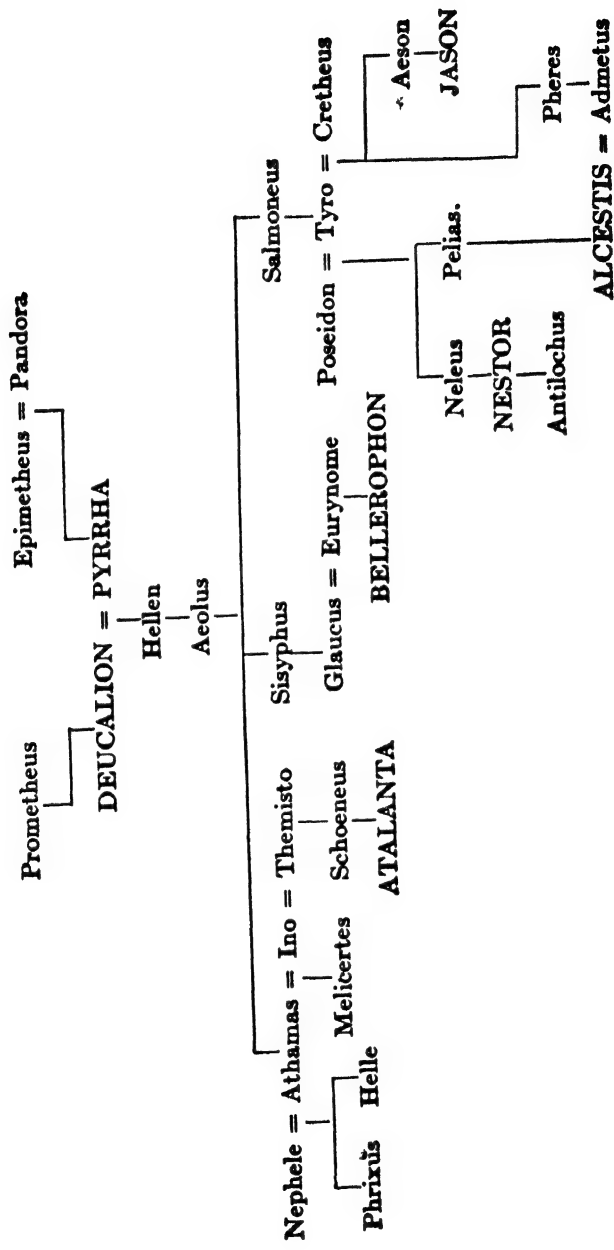 Prometheus Epimetheus = Pandora
DEUCALION = PYRRHA
Hellen
Aeolus
Sisyphus Salmoneus
Nephele = Athamas = Ino = Themisto Glaucus = Eurynome Poseidon = Tyro = Cretheus
Phrixus Helle Melicertes Schoeneus BELLEROPHON Neleus Pelias. Aeson
ATALANTA NESTOR JASON
Antilochus Pheres
ALCESTIS = Admetus